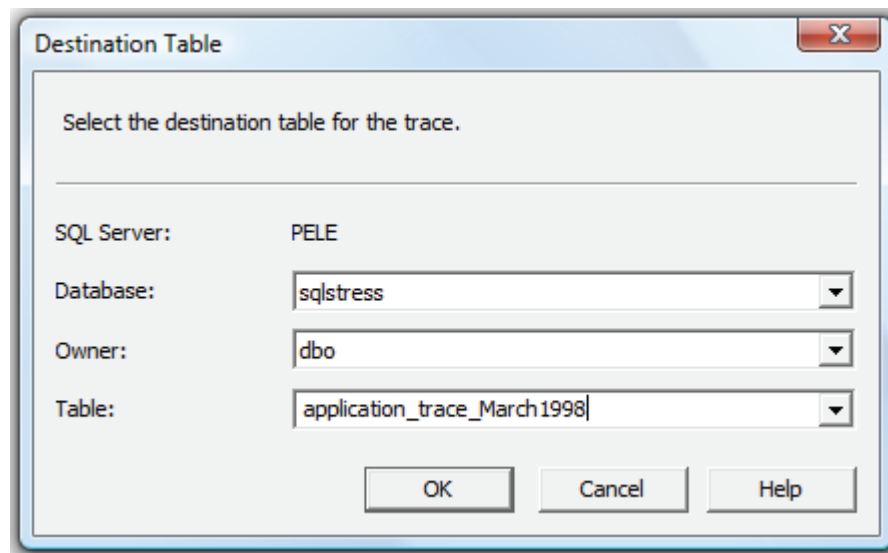 Destination Table
Select the destination table for the trace.
SQL Server: PELE
Database: sqlstress
Owner: dbo
Table: application_trace_March1998
OK Cancel Help